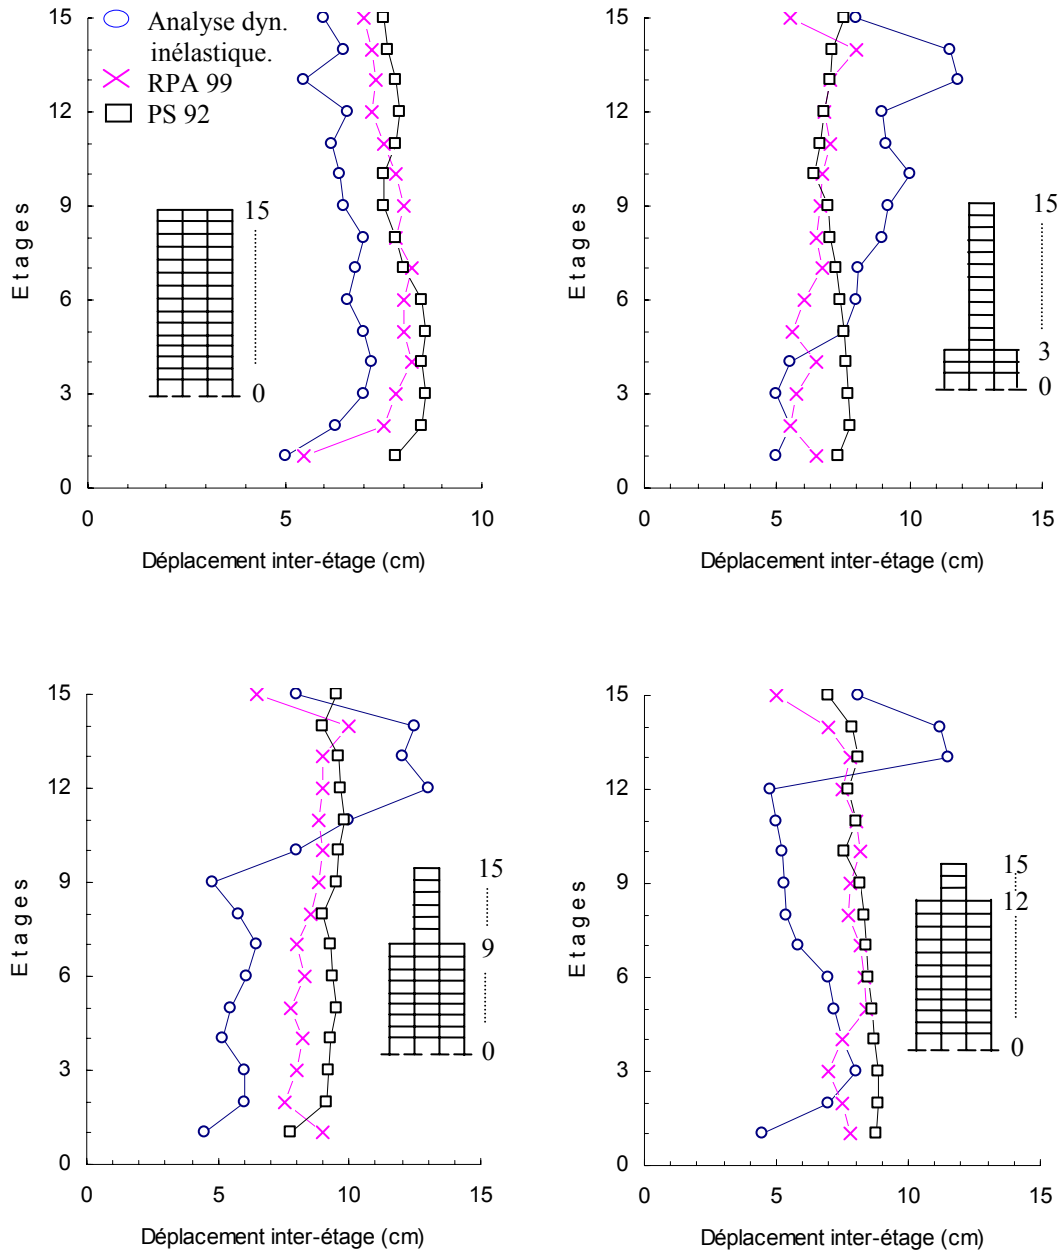 Analyse dyn.
inélastique.
RPA 99
PS 92
15
12
9
6
3
0
Etages
0 5 10
Déplacement inter-étage (cm)
15
0
15
12
9
6
3
0
Etages
0 5 10 15
Déplacement inter-étage (cm)
15
3
0
15
12
9
6
3
0
Etages
0 5 10 15
Déplacement inter-étage (cm)
15
9
0
15
12
9
6
3
0
Etages
0 5 10 15
Déplacement inter-étage (cm)
15
12
0